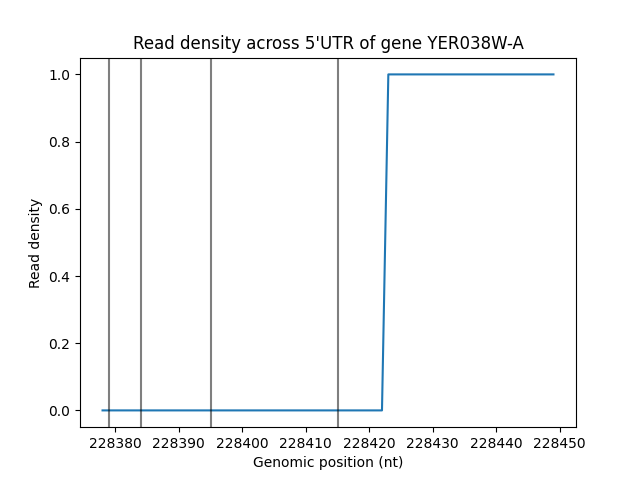 Read density across 5'UTR of gene YER038W-A
1.0
0.8
0.6
0.4
0.2
0.0
Read density
228380 228390 228400 228410 228420 228430 228440 228450
Genomic position (nt)